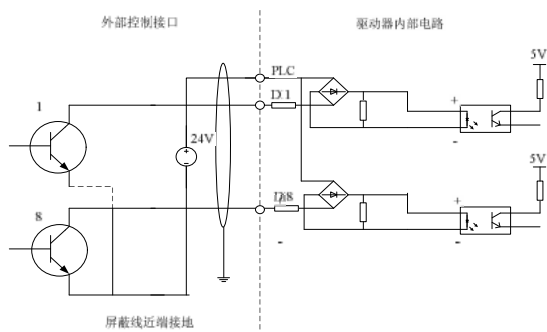 外部控制接口
驱动器内部电路
5V
PLC
1
DI1
+
24V
-
5V
8
DI8
+
-
-
屏蔽线近端接地